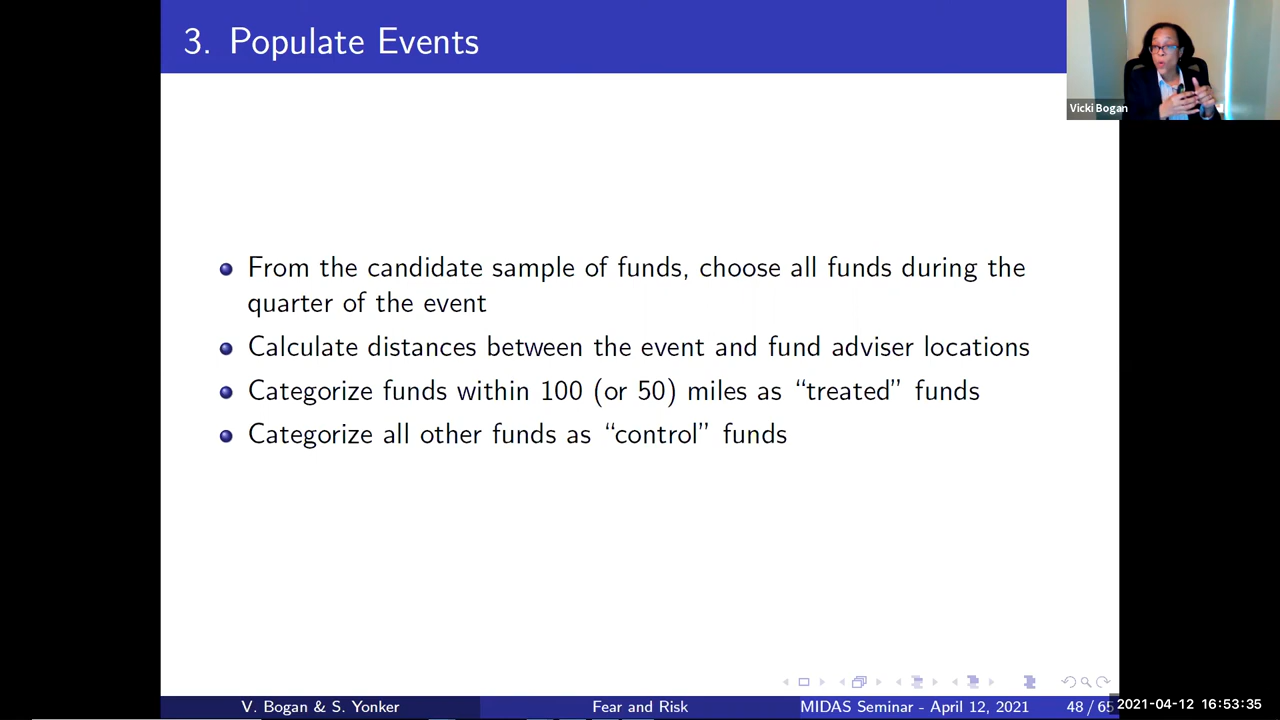 3. Populate Events
Vicki Bogan
From the candidate sample of funds, choose all funds during the
quarter of the event
Calculate distances between the event and fund adviser locations
Categorize funds within 100 (or 50) miles as “treated” funds
Categorize all other funds as “control” funds
V. Bogan & S. Yonker
Fear and Risk
MIDAS Seminar - April 12, 2021
48 / 65
2021-04-12 16:53:35